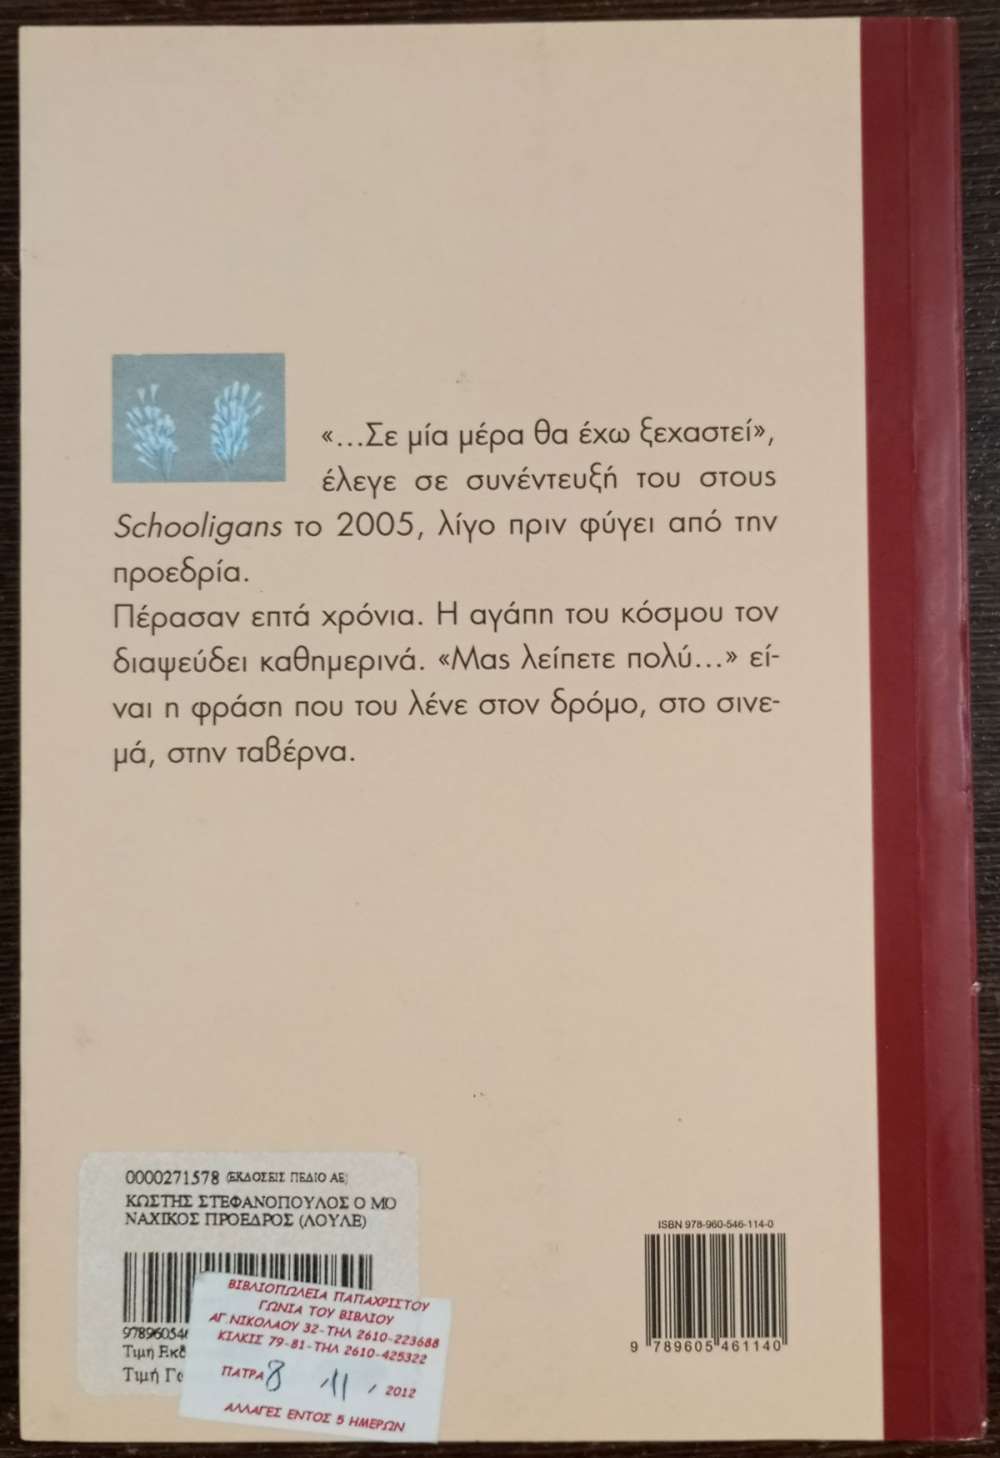 «...Σε μία μέρα θα έχω ξεχαστεί»,
έλεγε σε συνέντευξή του στους
Schooligans το 2005, λίγο πριν φύγει από την
προεδρία.
Πέρασαν επτά χρόνια. Η αγάπη του κόσμου τον
διαψεύδει καθημερινά. «Μας λείπετε πολύ...» εί-
ναι η φράση που του λένε στον δρόμο, στο σινε-
μά, στην ταβέρνα.
0000271578 (ΕΚΔΟΣΕΙΣ ΠΕΔΙΟ ΑΕ)
ΚΩΣΤΗΣ ΣΤΕΦΑΝΟΠΟΥΛΟΣ Ο ΜΟ
ΝΑΧΙΚΟΣ ΠΡΟΕΔΡΟΣ (ΛΟΥΛΕ)
Τιμη
Τιμή
ΒΙΒΛΙΟΠΩΛΕΙΑ ΠΑΠΑΧΡΙΣΤΟΥ
ΓΩΝΙΑ ΤΟΥ ΒΙΒΛΙΟΥ
ΑΓ.ΝΙΚΟΛΑΟΥ 32-ΤΗΛ 2610-223688
ΚΙΛΚΙΣ 79-81-ΤΗΛ 2610-425322
ΠΑΤΡΑ 8 /11 / 2012
ΑΛΛΑΓΕΣ ΕΝΤΟΣ 5 ΗΜΕΡΩΝ
ISBN 978-960-546-114-0
9 789605 461140